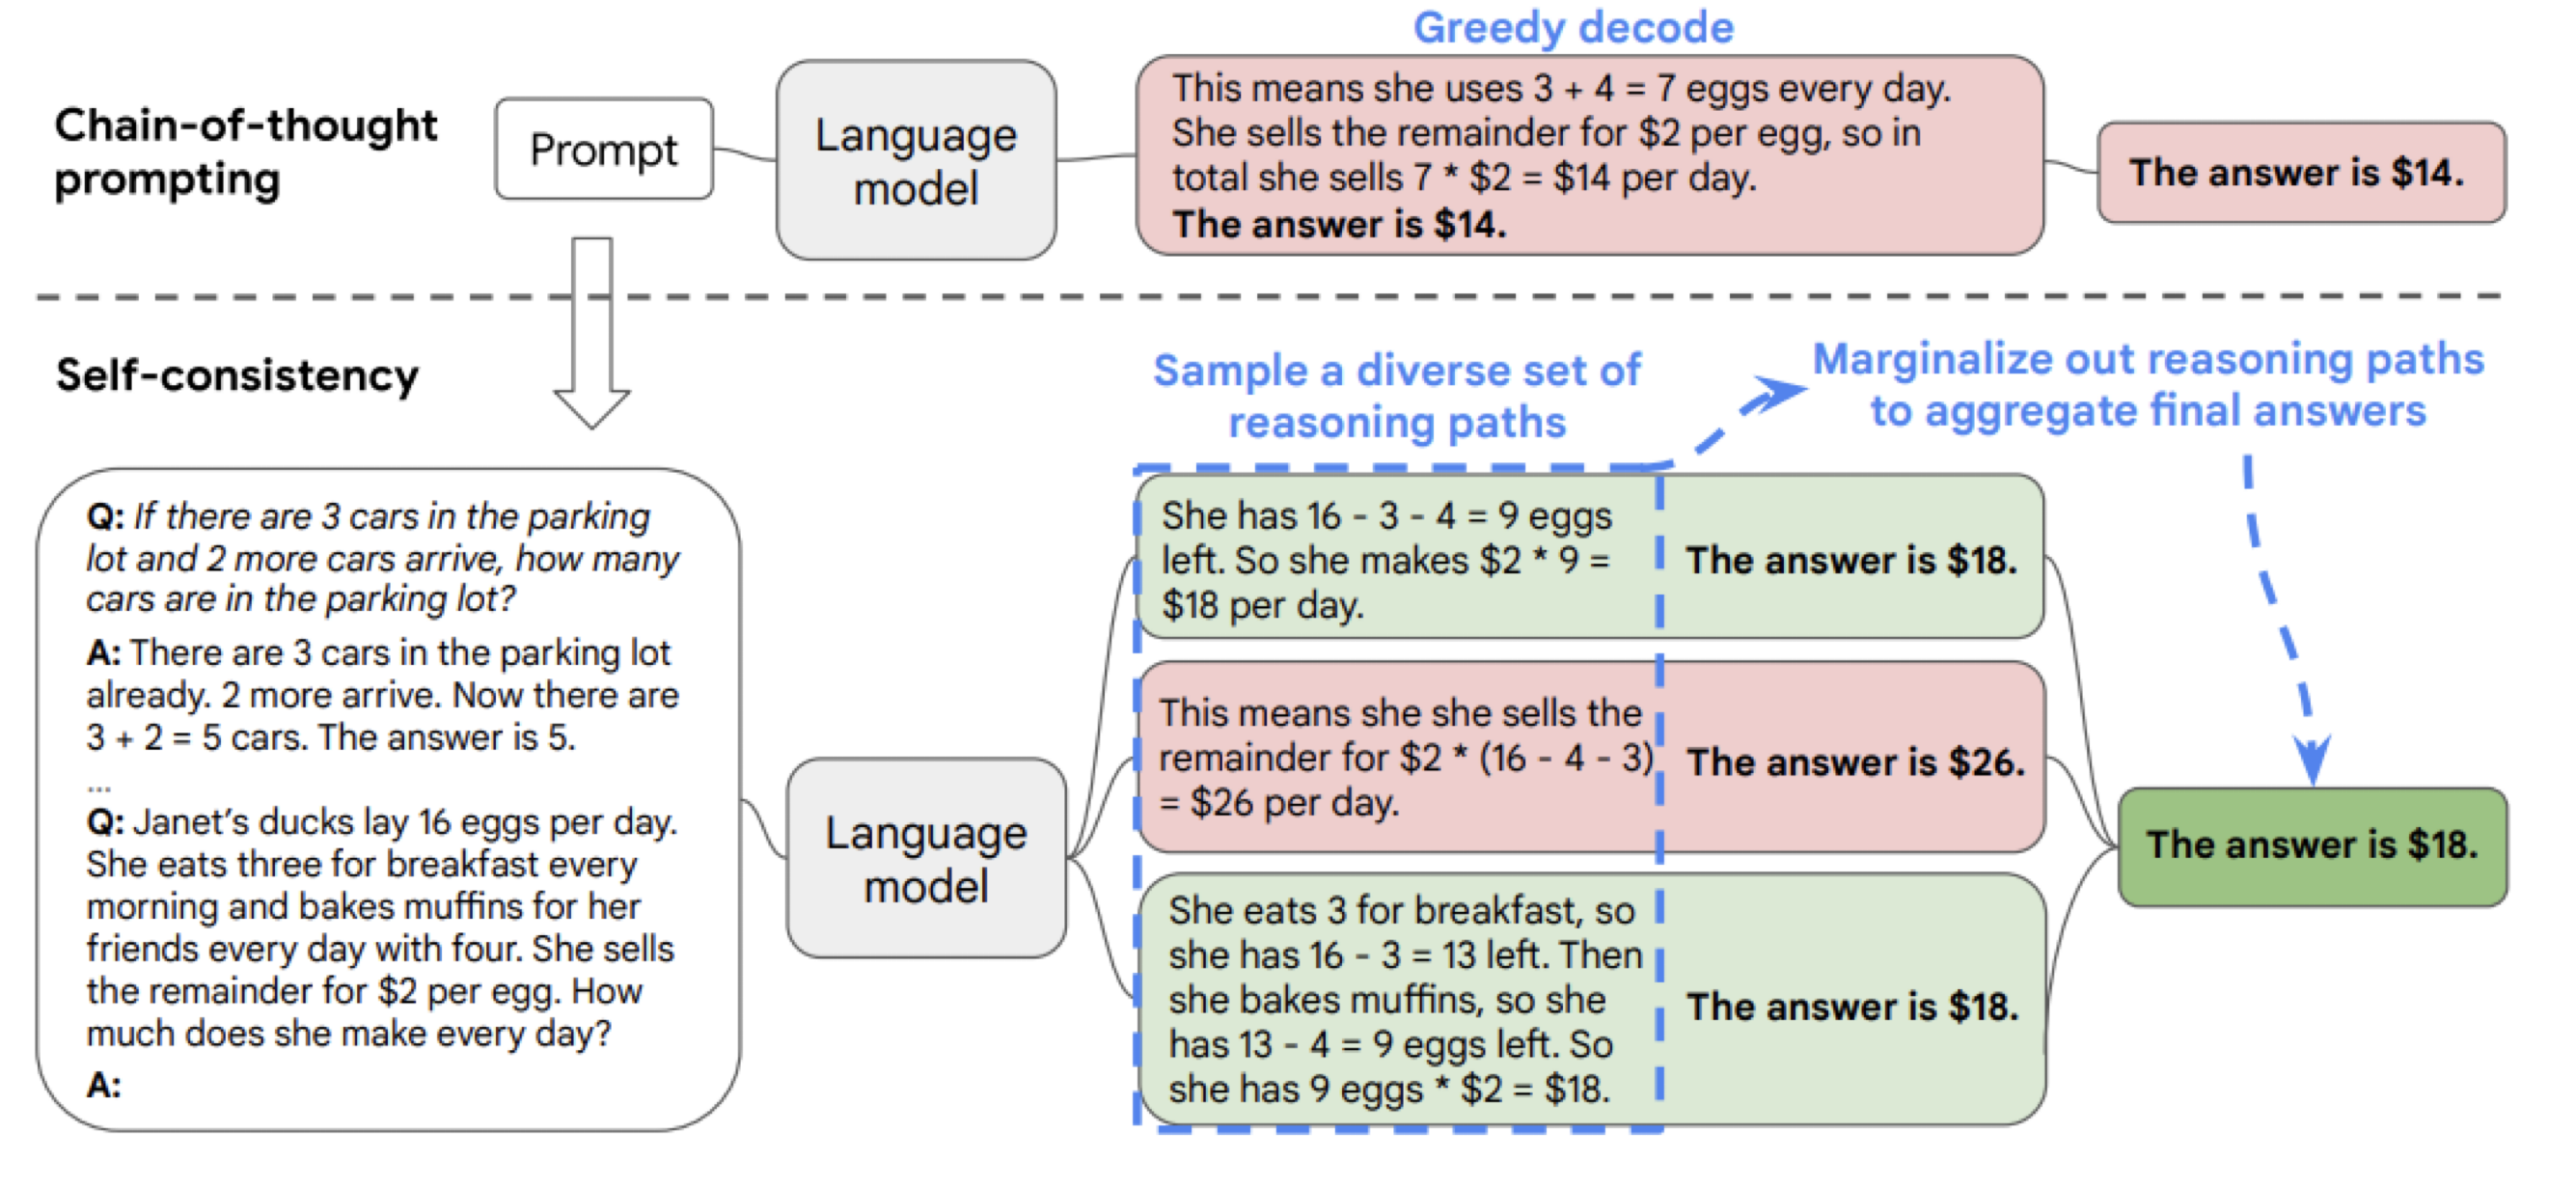 Greedy decode
Chain-of-thought
prompting
Prompt
Language
model
This means she uses 3 + 4 = 7 eggs every day.
She sells the remainder for $2 per egg, so in
total she sells 7 * $2 = $14 per day.
The answer is $14.
The answer is $14.
Self-consistency
Sample a diverse set of
reasoning paths
Marginalize out reasoning paths
to aggregate final answers
Q: If there are 3 cars in the parking
lot and 2 more cars arrive, how many
cars are in the parking lot?
A: There are 3 cars in the parking lot
already. 2 more arrive. Now there are
3 + 2 = 5 cars. The answer is 5.
...
Q: Janet’s ducks lay 16 eggs per day.
She eats three for breakfast every
morning and bakes muffins for her
friends every day with four. She sells
the remainder for $2 per egg. How
much does she make every day?
A:
Language
model
She has 16 - 3 - 4 = 9 eggs
left. So she makes $2 * 9 =
$18 per day.
The answer is $18.
This means she she sells the
remainder for $2 * (16 - 4 - 3)
= $26 per day.
The answer is $26.
She eats 3 for breakfast, so
she has 16 - 3 = 13 left. Then
she bakes muffins, so she
has 13 - 4 = 9 eggs left. So
she has 9 eggs * $2 = $18.
The answer is $18.
The answer is $18.